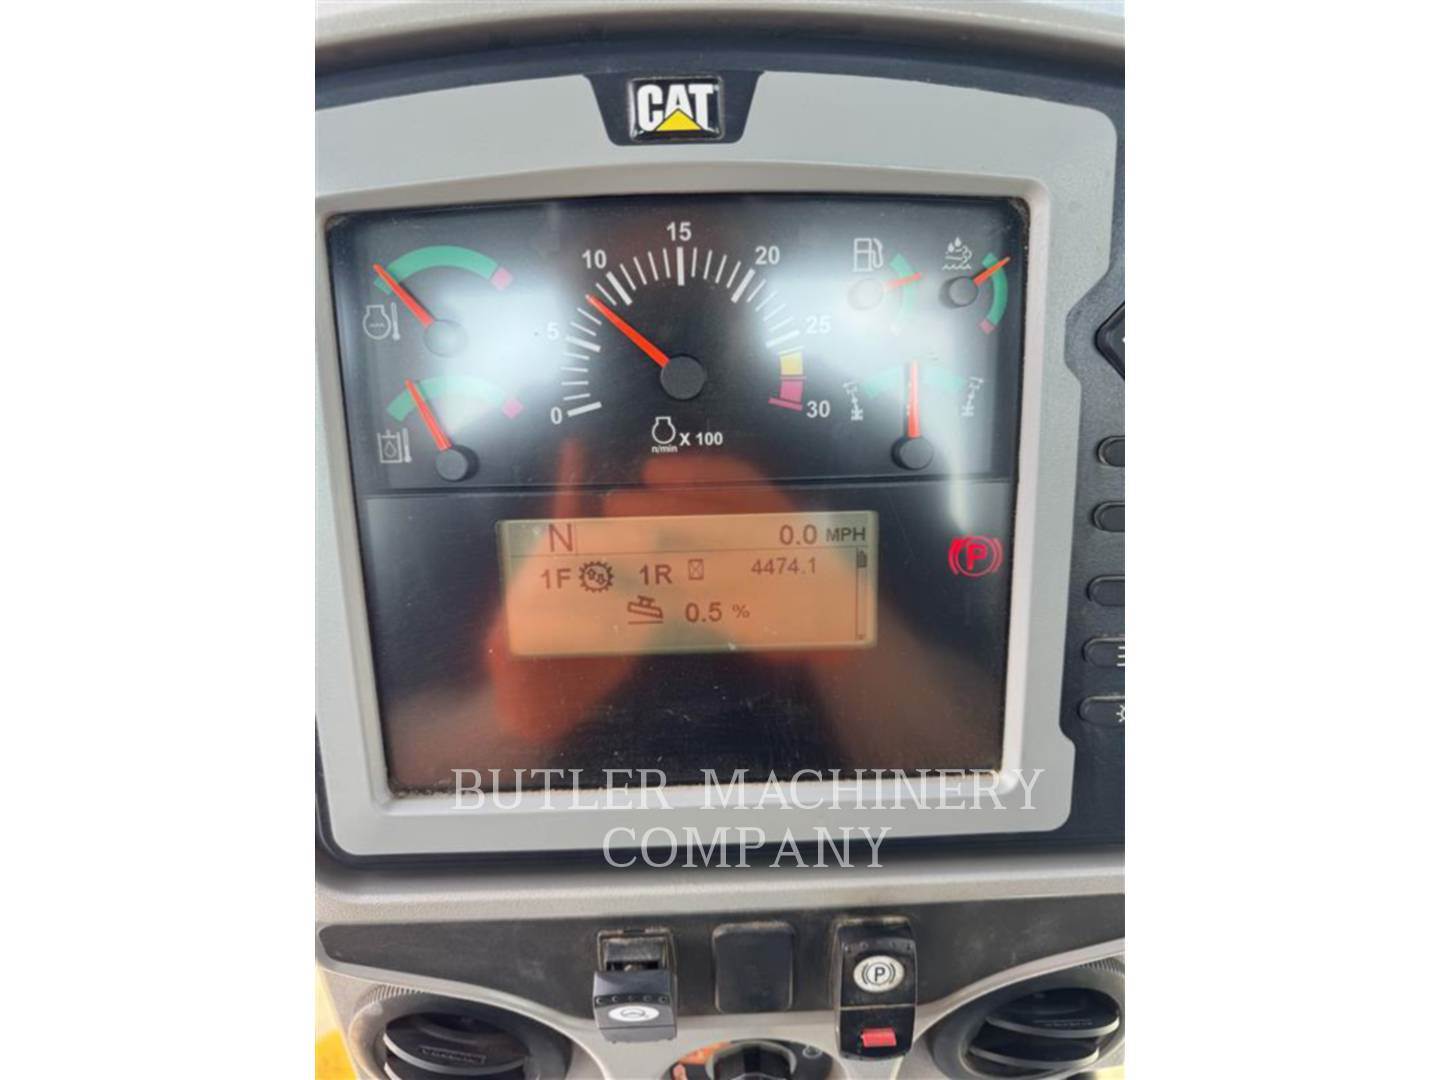 CAT
15
10
20
5
25
0
30
n/min X 100
N 0.0 MPH
1F 1R 4474.1
0.5 %
P
BUTLER MACHINERY
COMPANY
P